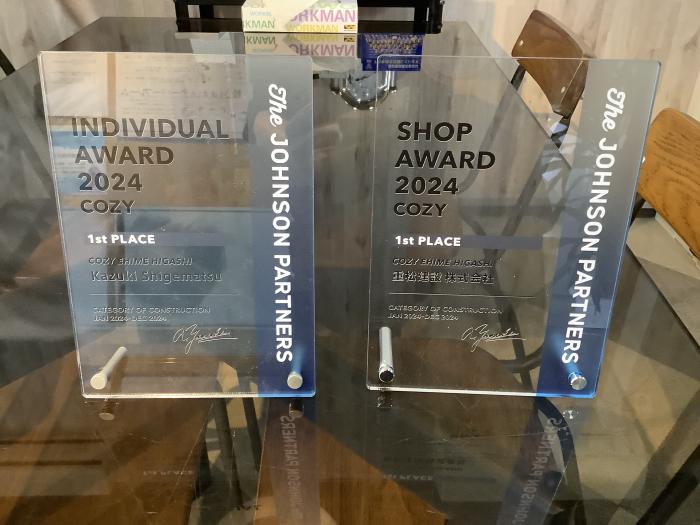 WORKMAN
WORKMAN
INDIVIDUAL
AWARD
2024
COZY
1st PLACE
COZY EHIME HIGASHI
Kazuki Shigematsu
CATEGORY OF CONSTRUCTION
JAN 2024-DEC 2024
The JOHNSON PARTNERS
SHOP
AWARD
2024
COZY
1st PLACE
COZY EHIME HIGASHI
重松建設 株式会社
CATEGORY OF CONSTRUCTION
JAN 2024-DEC 2024
The JOHNSON PARTNERS